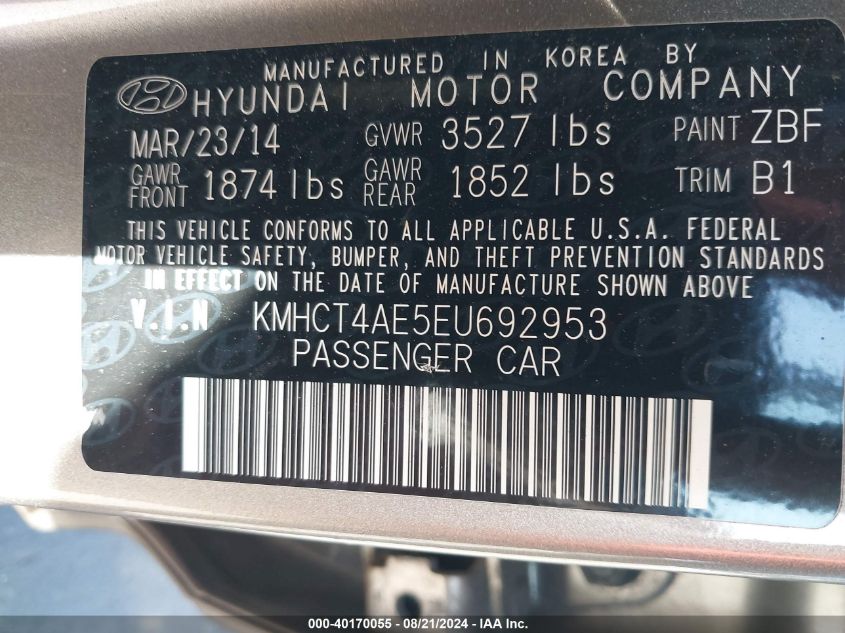 MANUFACTURED IN KOREA BY
HYUNDAI MOTOR COMPANY
MAR/23/14 GVWR 3527 lbs PAINT ZBF
GAWR FRONT 1874 lbs GAWR REAR 1852 lbs TRIM B1
THIS VEHICLE CONFORMS TO ALL APPLICABLE U.S.A. FEDERAL
MOTOR VEHICLE SAFETY, BUMPER, AND THEFT PREVENTION STANDARDS
IN EFFECT ON THE DATE OF MANUFACTURE SHOWN ABOVE
V.I.N KMHCT4AE5EU692953
PASSENGER CAR
000-40170055 - 08/21/2024 - IAA Inc.